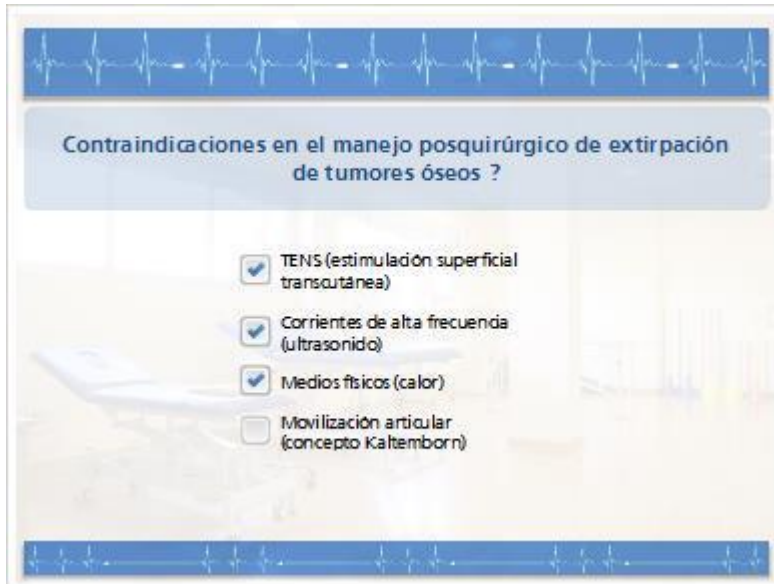 Contraindicaciones en el manejo posquirúrgico de extirpación
de tumores óseos ?
TENS (estimulación superficial
transcutánea)
Corrientes de alta frecuencia
(ultrasonido)
Medios físicos (calor)
Movilización articular
(concepto Kaltemborn)